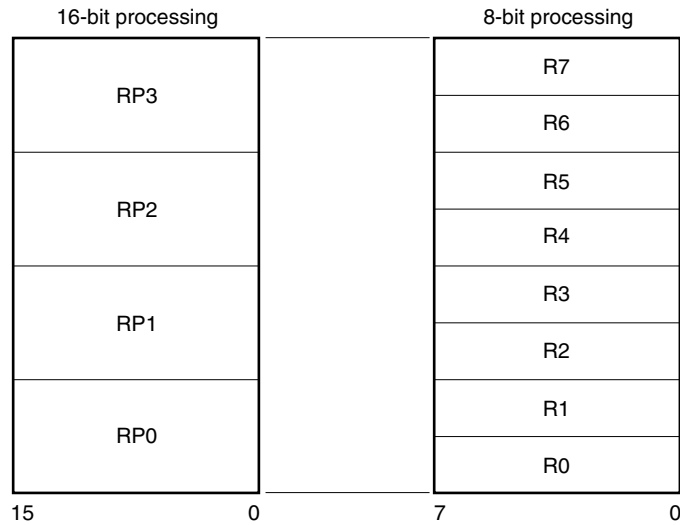 16-bit processing
8-bit processing
RP3
RP2
RP1
RP0
R7
R6
R5
R4
R3
R2
R1
R0
15 0
7 0